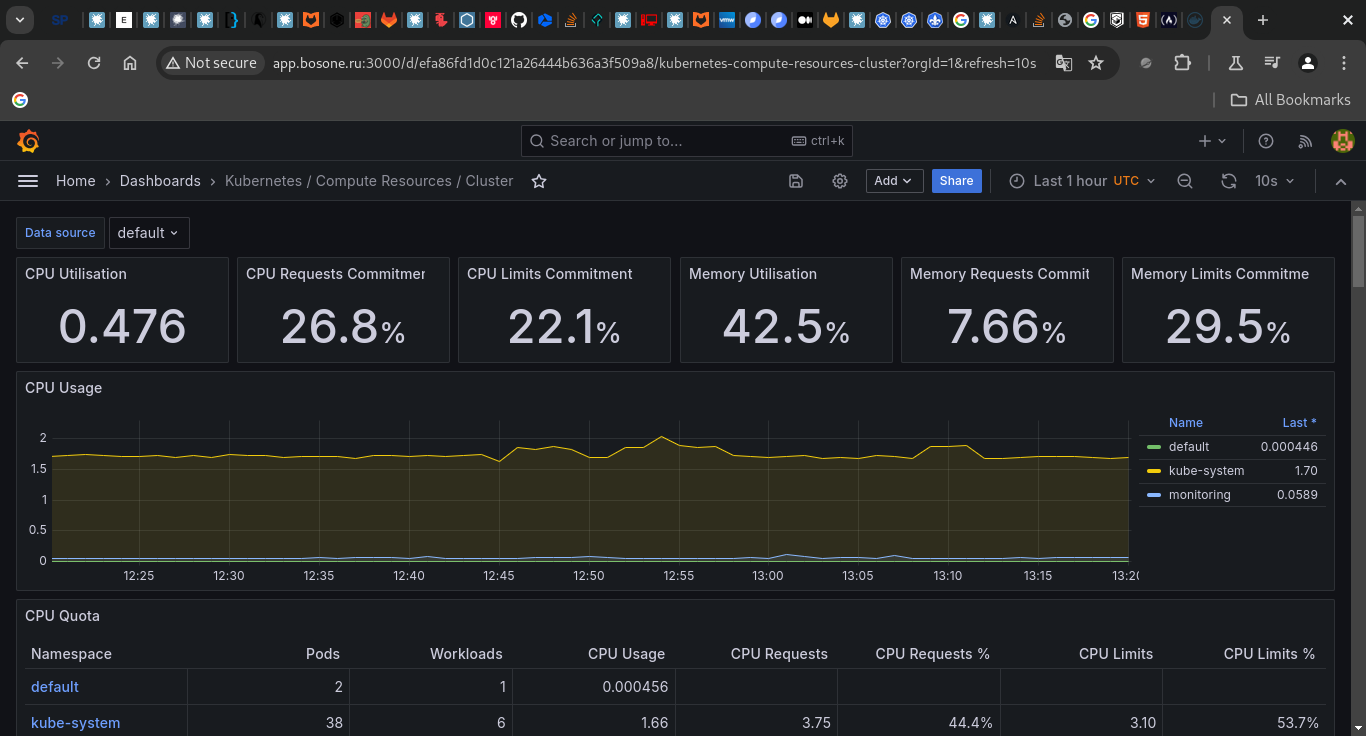 SP
Not secure app.bosone.ru:3000/d/efa86fd1d0c121a26444b636a3f509a8/kubernetes-compute-resources-cluster?orgId=1&refresh=10s
All Bookmarks
Search or jump to... ctrl+k
Home › Dashboards › Kubernetes / Compute Resources / Cluster Add Share Last 1 hour UTC 10s
Data source default
CPU Utilisation CPU Requests Commitmer CPU Limits Commitment Memory Utilisation Memory Requests Commit Memory Limits Commitme
0.476 26.8% 22.1% 42.5% 7.66% 29.5%
CPU Usage
Name Last *
default 0.000446
kube-system 1.70
monitoring 0.0589
2
1.5
1
0.5
0
12:25 12:30 12:35 12:40 12:45 12:50 12:55 13:00 13:05 13:10 13:15 13:20
CPU Quota
Namespace Pods Workloads CPU Usage CPU Requests CPU Requests % CPU Limits CPU Limits %
default 2 1 0.000456
kube-system 38 6 1.66 3.75 44.4% 3.10 53.7%